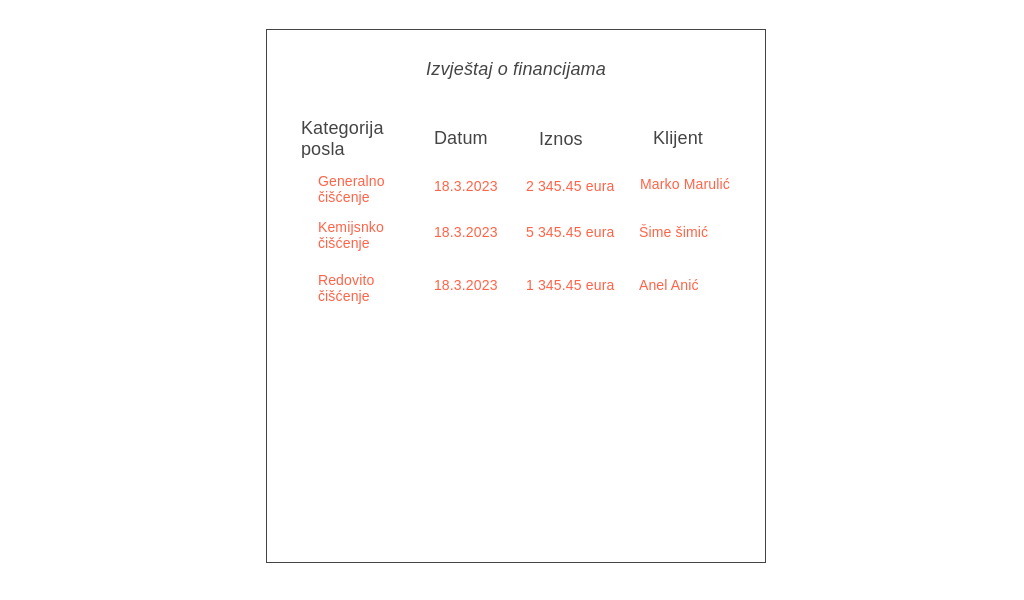 Izvještaj o financijama
Kategorija
posla
Datum
Iznos
Klijent
Generalno
čišćenje
18.3.2023
2 345.45 eura
Marko Marulić
Kemijsnko
čišćenje
18.3.2023
5 345.45 eura
Šime šimić
Redovito
čišćenje
18.3.2023
1 345.45 eura
Anel Anić